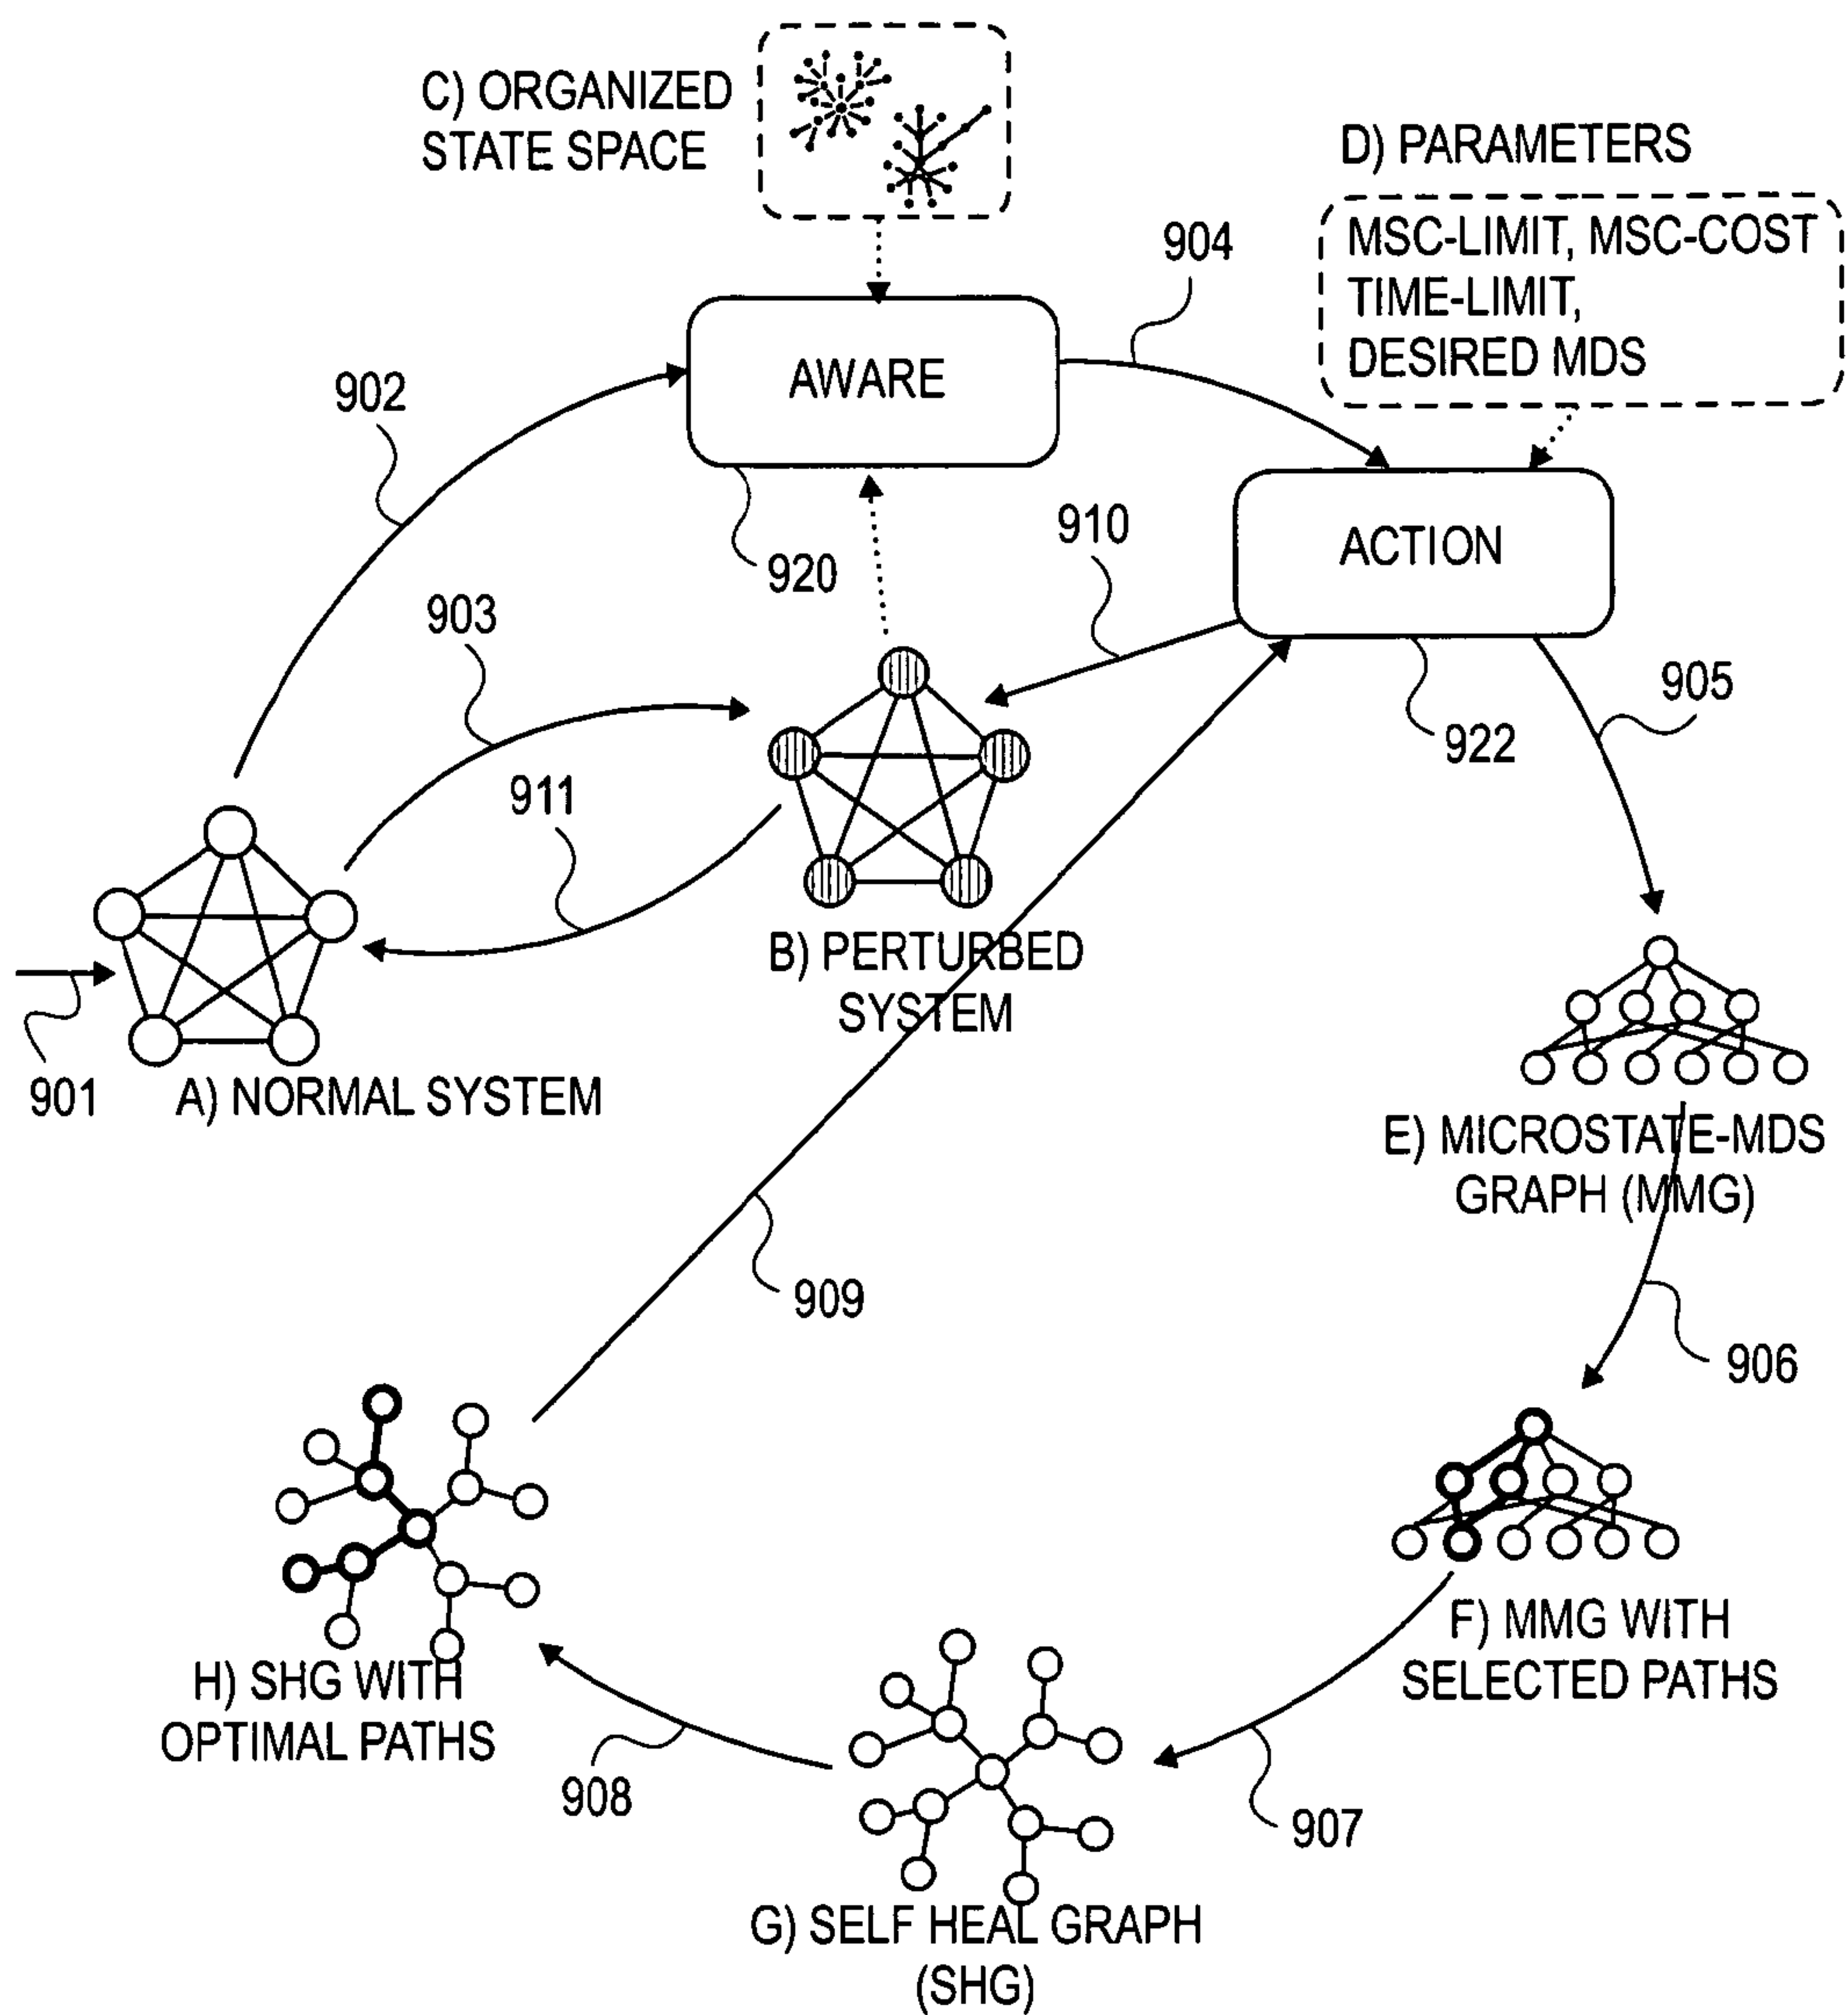 C) ORGANIZED
STATE SPACE
D) PARAMETERS
MSC-LIMIT, MSC-COST
TIME-LIMIT,
DESIRED MDS
904
902
AWARE
920
910
ACTION
903
905
922
911
B) PERTURBED
SYSTEM
901
A) NORMAL SYSTEM
E) MICROSTATE-MDS
GRAPH (MMG)
909
906
F) MMG WITH
SELECTED PATHS
H) SHG WITH
OPTIMAL PATHS
908
907
G) SELF HEAL GRAPH
(SHG)